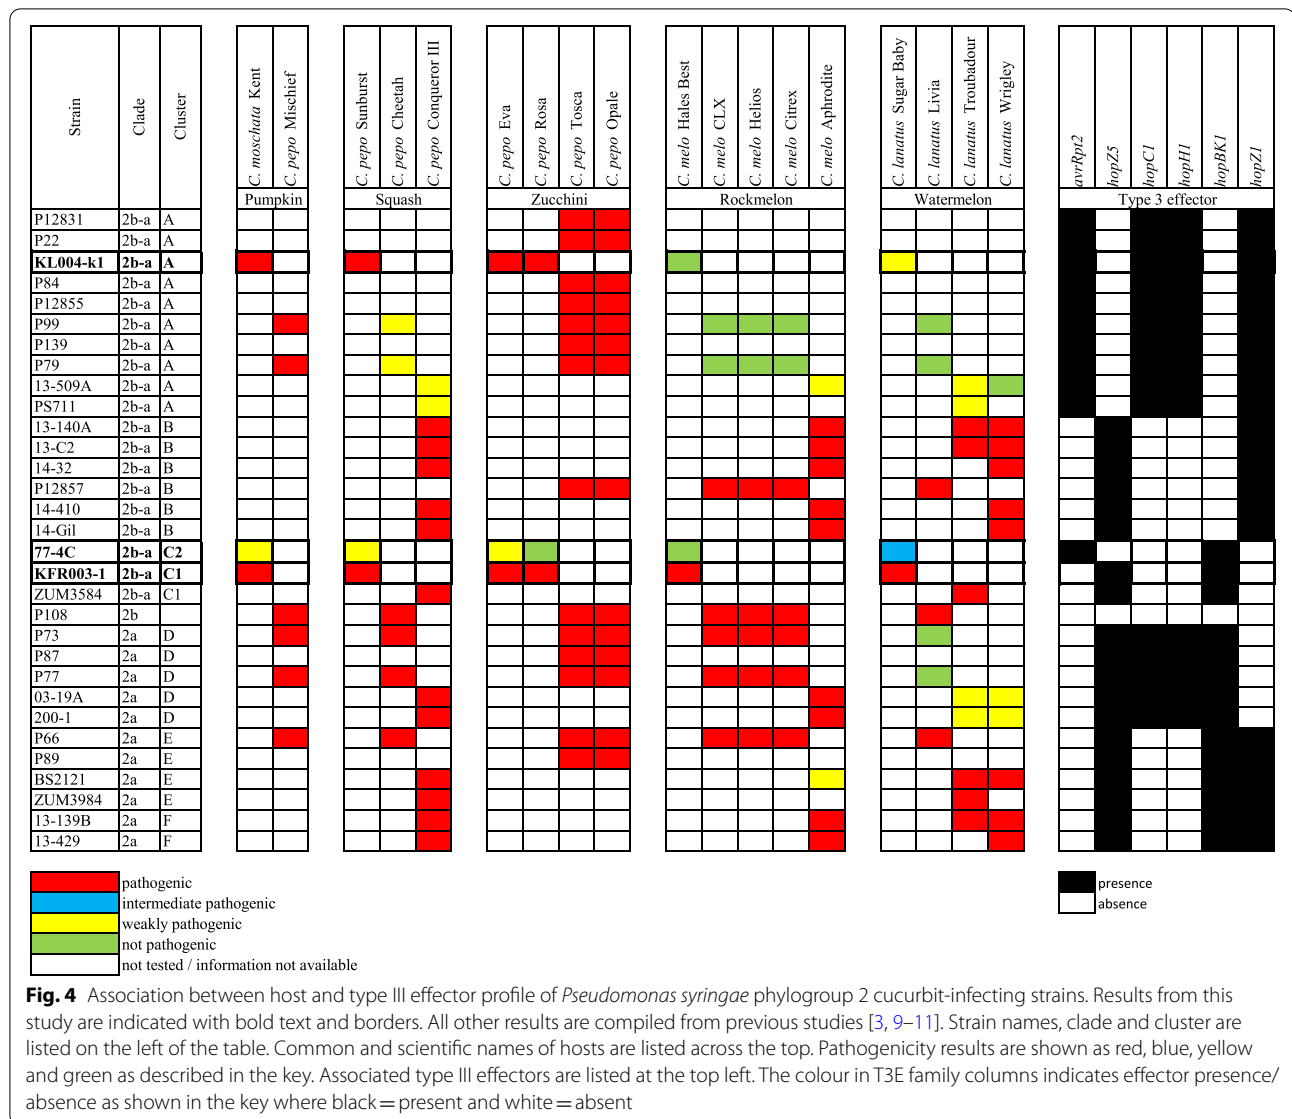 Strain Clade Cluster C. moschata Kent C. pepo Mischief C. pepo Sunburst C. pepo Cheetah C. pepo Conqueror III C. pepo Eva C. pepo Rosa C. pepo Tosca C. pepo Opale C. melo Hales Best C. melo CLX C. melo Helios C. melo Citrex C. melo Aphrodite C. lanatus Sugar Baby C. lanatus Livia C. lanatus Troubadour C. lanatus Wrigley avrRpt2 hopZ5 hopC1 hopH1 hopBK1 hopZ1
Pumpkin Squash Zucchini Rockmelon Watermelon Type 3 effector
P12831 2b-a A
P22 2b-a A
KL004-k1 2b-a A
P84 2b-a A
P12855 2b-a A
P99 2b-a A
P139 2b-a A
P79 2b-a A
13-509A 2b-a A
PS711 2b-a A
13-140A 2b-a B
13-C2 2b-a B
14-32 2b-a B
P12857 2b-a B
14-410 2b-a B
14-Gil 2b-a B
77-4C 2b-a C2
KFR003-1 2b-a C1
ZUM3584 2b-a C1
P108 2b
P73 2a D
P87 2a D
P77 2a D
03-19A 2a D
200-1 2a D
P66 2a E
P89 2a E
BS2121 2a E
ZUM3984 2a E
13-139B 2a F
13-429 2a F
pathogenic presence
intermediate pathogenic absence
weakly pathogenic
not pathogenic
not tested / information not available
Fig. 4 Association between host and type III effector profile of Pseudomonas syringae phylogroup 2 cucurbit-infecting strains. Results from this
study are indicated with bold text and borders. All other results are compiled from previous studies [3, 9–11]. Strain names, clade and cluster are
listed on the left of the table. Common and scientific names of hosts are listed across the top. Pathogenicity results are shown as red, blue, yellow
and green as described in the key. Associated type III effectors are listed at the top left. The colour in T3E family columns indicates effector presence/
absence as shown in the key where black = present and white = absent